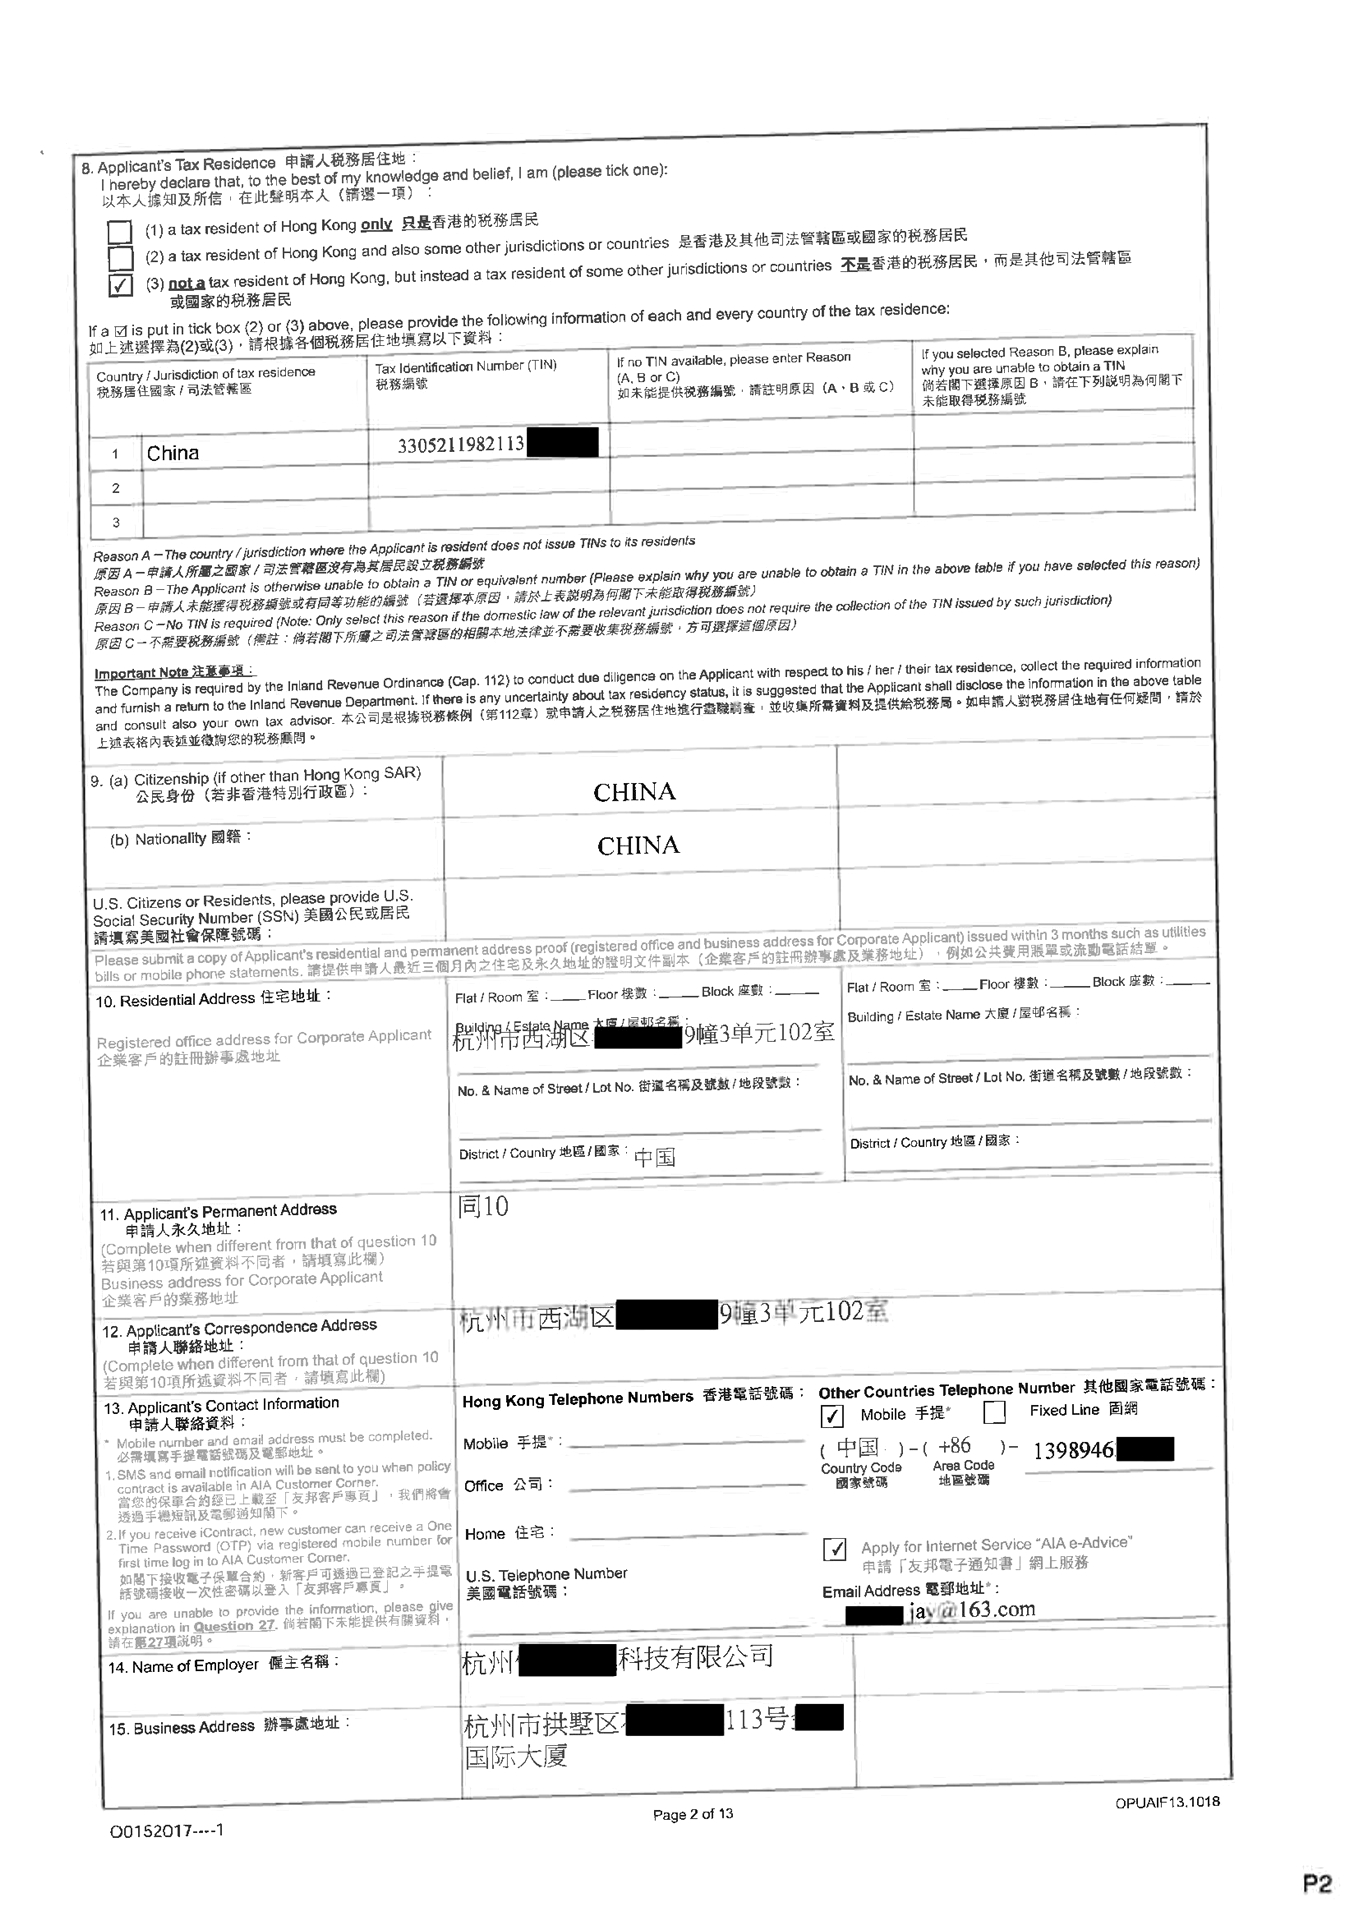 8. Applicant's Tax Residence 申請人税務居住地：
I hereby declare that, to the best of my knowledge and belief, I am (please tick one):
以本人據知及所信，在此聲明本人（請選一項）：
(1) a tax resident of Hong Kong only 只是香港的税務居民
(2) a tax resident of Hong Kong and also some other jurisdictions or countries 是香港及其他司法管轄區或國家的税務居民
✓ (3) not a tax resident of Hong Kong, but instead a tax resident of some other jurisdictions or countries 不是香港的税務居民，而是其他司法管轄區
或國家的税務居民
If a ☑ is put in tick box (2) or (3) above, please provide the following information of each and every country of the tax residence:
如上述選擇為(2)或(3)，請根據各個税務居住地填寫以下資料：
Country / Jurisdiction of tax residence
税務居住國家 / 司法管轄區
Tax Identification Number (TIN)
税務編號
If no TIN available, please enter Reason
(A, B or C)
如未能提供税務編號，請註明原因（A、B 或 C）
If you selected Reason B, please explain
why you are unable to obtain a TIN
倘若閣下選擇原因 B，請在下列説明為何閣下
未能取得税務編號
1 China 3305211982113
2
3
Reason A – The country / jurisdiction where the Applicant is resident does not issue TINs to its residents
原因 A – 申請人所屬之國家 / 司法管轄區沒有為其居民設立税務編號
Reason B – The Applicant is otherwise unable to obtain a TIN or equivalent number (Please explain why you are unable to obtain a TIN in the above table if you have selected this reason)
原因 B – 申請人未能獲得税務編號或有同等功能的編號（若選擇本原因，請於上表説明為何閣下未能取得税務編號）
Reason C – No TIN is required (Note: Only select this reason if the domestic law of the relevant jurisdiction does not require the collection of the TIN issued by such jurisdiction)
原因 C – 不需要税務編號（備註：倘若閣下所屬之司法管轄區的相關本地法律並不需要收集税務編號，方可選擇這個原因）
Important Note 注意事項：
The Company is required by the Inland Revenue Ordinance (Cap. 112) to conduct due diligence on the Applicant with respect to his / her / their tax residence, collect the required information
and furnish a return to the Inland Revenue Department. If there is any uncertainty about tax residency status, it is suggested that the Applicant shall disclose the information in the above table
and consult also your own tax advisor. 本公司是根據税務條例（第112章）就申請人之税務居住地進行盡職調查，並收集所需資料及提供給税務局。如申請人對税務居住地有任何疑問，請於
上述表格內表述並徵詢您的税務顧問。
9. (a) Citizenship (if other than Hong Kong SAR)
公民身份（若非香港特別行政區）：
CHINA
(b) Nationality 國籍：
CHINA
U.S. Citizens or Residents, please provide U.S.
Social Security Number (SSN) 美國公民或居民
請填寫美國社會保障號碼：
Please submit a copy of Applicant's residential and permanent address proof (registered office and business address for Corporate Applicant) issued within 3 months such as utilities
bills or mobile phone statements. 請提供申請人最近三個月內之住宅及永久地址的證明文件副本（企業客戶的註冊辦事處及業務地址），例如公共費用賬單或流動電話結單。
10. Residential Address 住宅地址：
Registered office address for Corporate Applicant
企業客戶的註冊辦事處地址
Flat / Room 室： Floor 樓數： Block 座數：
Building / Estate Name 大廈 / 屋邨名稱：
杭州市西湖区 9幢3单元102室
No. & Name of Street / Lot No. 街道名稱及號數 / 地段號數：
District / Country 地區 / 國家：中国
Flat / Room 室： Floor 樓數： Block 座數：
Building / Estate Name 大廈 / 屋邨名稱：
No. & Name of Street / Lot No. 街道名稱及號數 / 地段號數：
District / Country 地區 / 國家：
11. Applicant's Permanent Address
申請人永久地址：
(Complete when different from that of question 10
若與第10項所述資料不同者，請填寫此欄)
Business address for Corporate Applicant
企業客戶的業務地址
同10
12. Applicant's Correspondence Address
申請人聯絡地址：
(Complete when different from that of question 10
若與第10項所述資料不同者，請填寫此欄)
杭州市西湖区 9幢3单元102室
13. Applicant's Contact Information
申請人聯絡資料：
* Mobile number and email address must be completed.
必需填寫手提電話號碼及電郵地址。
1. SMS and email notification will be sent to you when policy
contract is available in AIA Customer Corner.
當您的保單合約經已上載至「友邦客戶專頁」，我們將會
透過手機短訊及電郵通知閣下。
2. If you receive iContract, new customer can receive a One
Time Password (OTP) via registered mobile number for
first time log in to AIA Customer Corner.
如閣下接收電子保單合約，新客戶可透過已登記之手提電
話號碼接收一次性密碼以登入「友邦客戶專頁」。
If you are unable to provide the information, please give
explanation in Question 27. 倘若閣下未能提供有關資料，
請在第27項説明。
Hong Kong Telephone Numbers 香港電話號碼：
Mobile 手提*：
Office 公司：
Home 住宅：
U.S. Telephone Number
美國電話號碼：
Other Countries Telephone Number 其他國家電話號碼：
✓ Mobile 手提* Fixed Line 固網
( 中国 ) – ( +86 ) – 1398946
Country Code Area Code
國家號碼 地區號碼
✓ Apply for Internet Service "AIA e-Advice"
申請「友邦電子通知書」網上服務
Email Address 電郵地址*：
jay@163.com
14. Name of Employer 僱主名稱：
杭州 科技有限公司
15. Business Address 辦事處地址：
杭州市拱墅区 113号
国际大厦
O0152017----1
Page 2 of 13
OPUAIF13.1018
P2